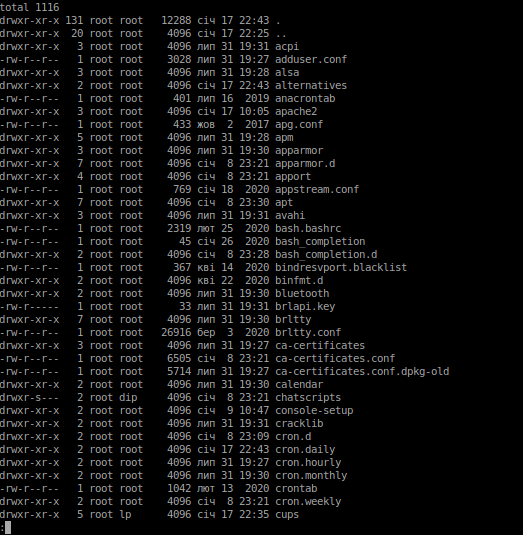 total 1116
drwxr-xr-x 131 root root   12288 січ 17 22:43 .
drwxr-xr-x  20 root root    4096 січ 17 22:25 ..
drwxr-xr-x   3 root root    4096 лип 31 19:31 acpi
-rw-r--r--   1 root root    3028 лип 31 19:27 adduser.conf
drwxr-xr-x   3 root root    4096 лип 31 19:28 alsa
drwxr-xr-x   2 root root    4096 січ 17 22:43 alternatives
-rw-r--r--   1 root root     401 лип 16  2019 anacrontab
drwxr-xr-x   3 root root    4096 січ 17 10:05 apache2
-rw-r--r--   1 root root     433 жов  2  2017 apg.conf
drwxr-xr-x   5 root root    4096 лип 31 19:28 apm
drwxr-xr-x   3 root root    4096 лип 31 19:30 apparmor
drwxr-xr-x   7 root root    4096 січ  8 23:21 apparmor.d
drwxr-xr-x   4 root root    4096 січ  8 23:21 apport
-rw-r--r--   1 root root     769 січ 18  2020 appstream.conf
drwxr-xr-x   7 root root    4096 січ  8 23:30 apt
drwxr-xr-x   3 root root    4096 лип 31 19:31 avahi
-rw-r--r--   1 root root    2319 лют 25  2020 bash.bashrc
-rw-r--r--   1 root root      45 січ 26  2020 bash_completion
drwxr-xr-x   2 root root    4096 січ  8 23:28 bash_completion.d
-rw-r--r--   1 root root     367 кві 14  2020 bindresvport.blacklist
drwxr-xr-x   2 root root    4096 кві 22  2020 binfmt.d
drwxr-xr-x   2 root root    4096 лип 31 19:30 bluetooth
-rw-r-----   1 root root      33 лип 31 19:31 brlapi.key
drwxr-xr-x   7 root root    4096 лип 31 19:30 brltty
-rw-r--r--   1 root root   26916 бер  3  2020 brltty.conf
drwxr-xr-x   3 root root    4096 лип 31 19:27 ca-certificates
-rw-r--r--   1 root root    6505 січ  8 23:21 ca-certificates.conf
-rw-r--r--   1 root root    5714 лип 31 19:27 ca-certificates.conf.dpkg-old
drwxr-xr-x   2 root root    4096 лип 31 19:30 calendar
drwxr-s---   2 root dip     4096 січ  8 23:21 chatscripts
drwxr-xr-x   2 root root    4096 січ  9 10:47 console-setup
drwxr-xr-x   2 root root    4096 лип 31 19:31 cracklib
drwxr-xr-x   2 root root    4096 січ  8 23:09 cron.d
drwxr-xr-x   2 root root    4096 січ 17 22:43 cron.daily
drwxr-xr-x   2 root root    4096 лип 31 19:27 cron.hourly
drwxr-xr-x   2 root root    4096 лип 31 19:30 cron.monthly
-rw-r--r--   1 root root    1042 лют 13  2020 crontab
drwxr-xr-x   2 root root    4096 січ  8 23:21 cron.weekly
drwxr-xr-x   5 root lp      4096 січ 17 22:35 cups
: